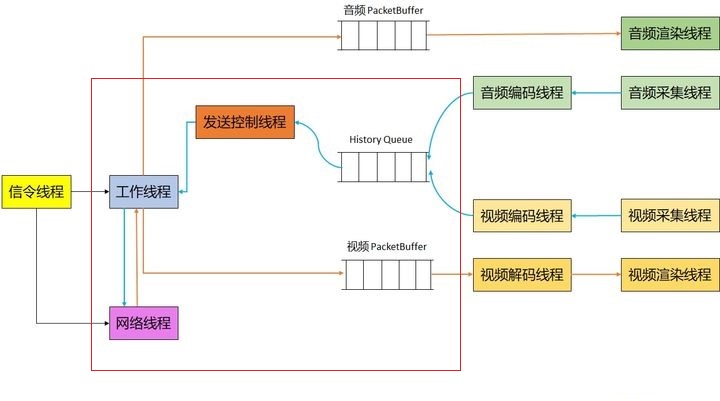 音频 PacketBuffer
音频渲染线程
音频编码线程
音频采集线程
发送控制线程
History Queue
信令线程
工作线程
视频编码线程
视频采集线程
视频 PacketBuffer
视频解码线程
视频渲染线程
网络线程